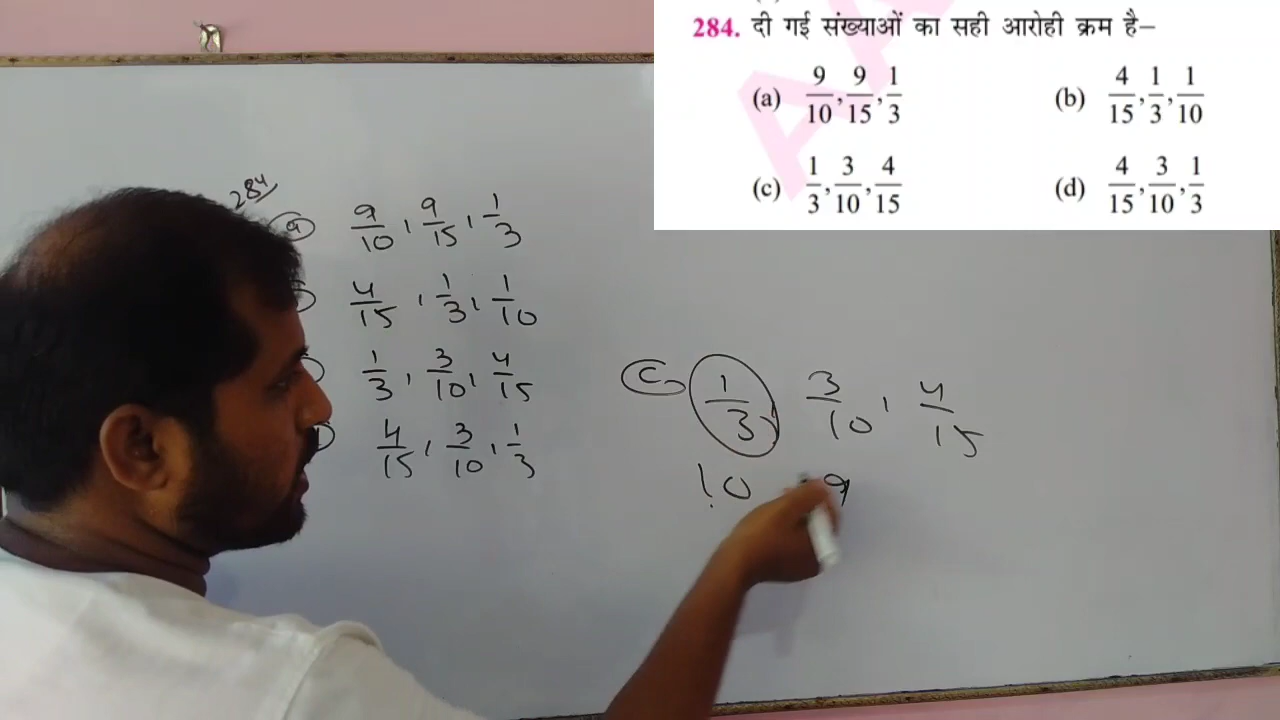 284. दी गई संख्याओं का सही आरोही क्रम है–
(a) 9/10, 9/15, 1/3 (b) 4/15, 1/3, 1/10
(c) 1/3, 3/10, 4/15 (d) 4/15, 3/10, 1/3
284
(a) 9/10, 9/15, 1/3
4/15, 1/3, 1/10
1/3, 3/10, 4/15
4/15, 3/10, 1/3
(c) 1/3, 3/10, 4/15
10 9